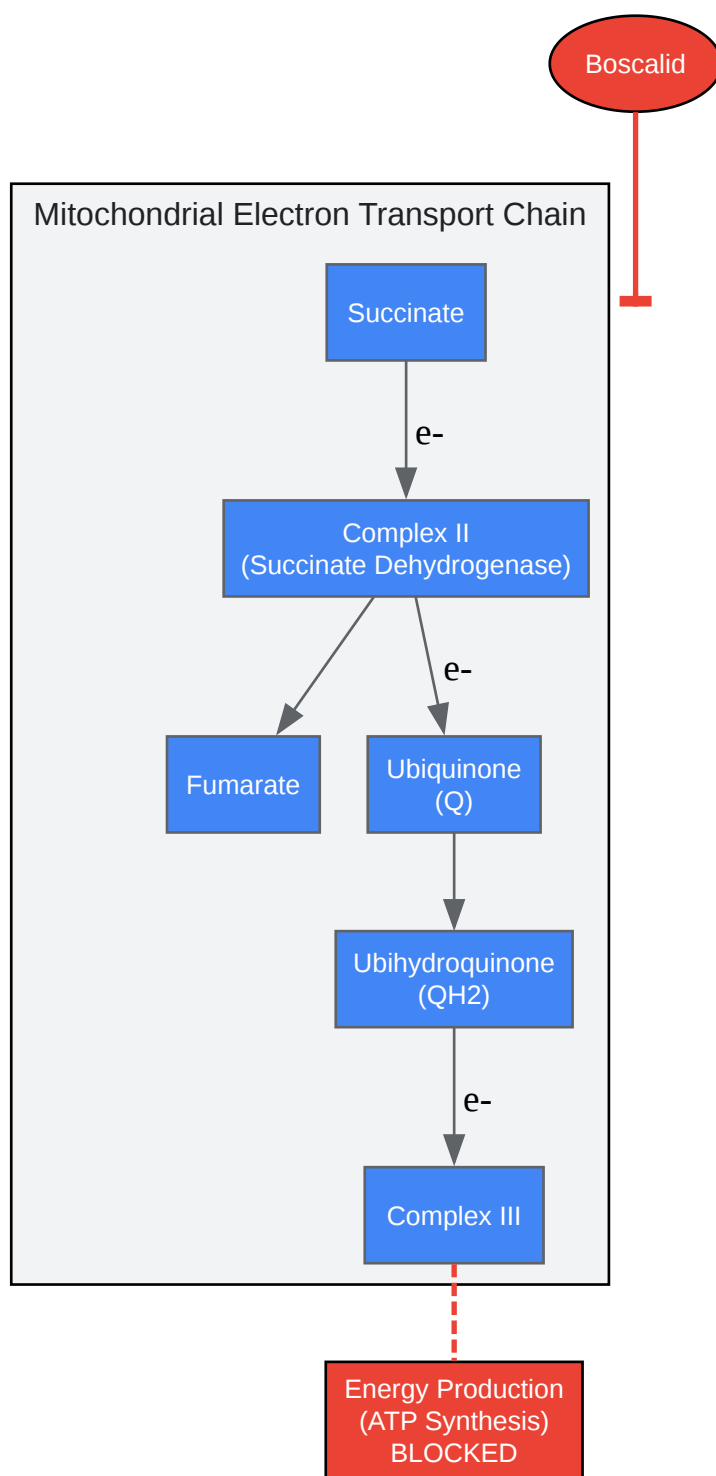 Boscalid
Mitochondrial Electron Transport Chain
Succinate
e-
Complex II
(Succinate Dehydrogenase)
e-
Fumarate
Ubiquinone
(Q)
Ubihydroquinone
(QH2)
e-
Complex III
Energy Production
(ATP Synthesis)
BLOCKED